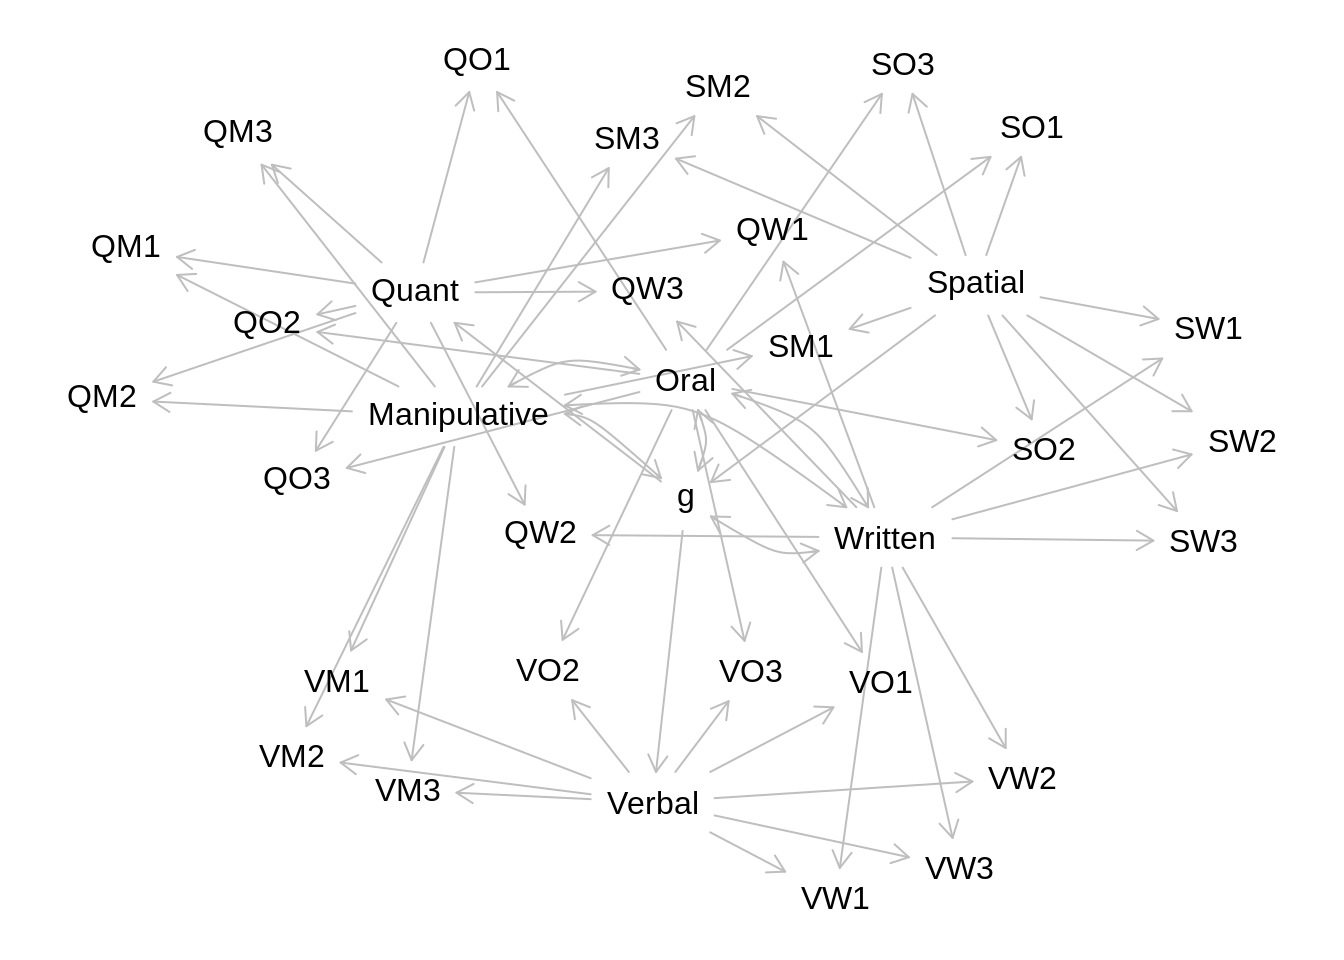 QO1
SO3
SM2
SO1
QM3
SM3
QW1
QM1
Spatial
Quant
QW3
QO2
SW1
SM1
Oral
QM2
Manipulative
SW2
SO2
QO3
g
QW2
Written
SW3
VO2
VO3
VM1
VO1
VM2
VW2
VM3
Verbal
VW3
VW1